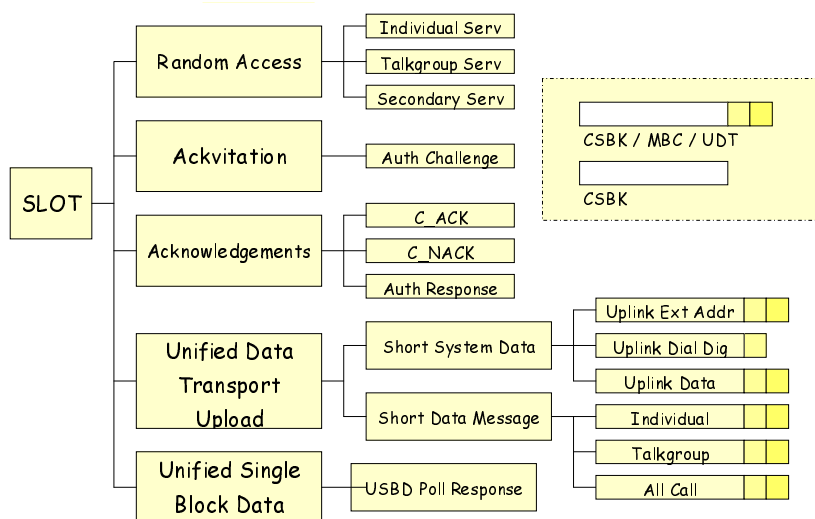 SLOT
Random Access
Individual Serv
Talkgroup Serv
Secondary Serv
Ackvitation
Auth Challenge
Acknowledgements
C_ACK
C_NACK
Auth Response
Unified Data
Transport
Upload
Short System Data
Uplink Ext Addr
Uplink Dial Dig
Uplink Data
Short Data Message
Individual
Talkgroup
All Call
Unified Single
Block Data
USBD Poll Response
CSBK / MBC / UDT
CSBK